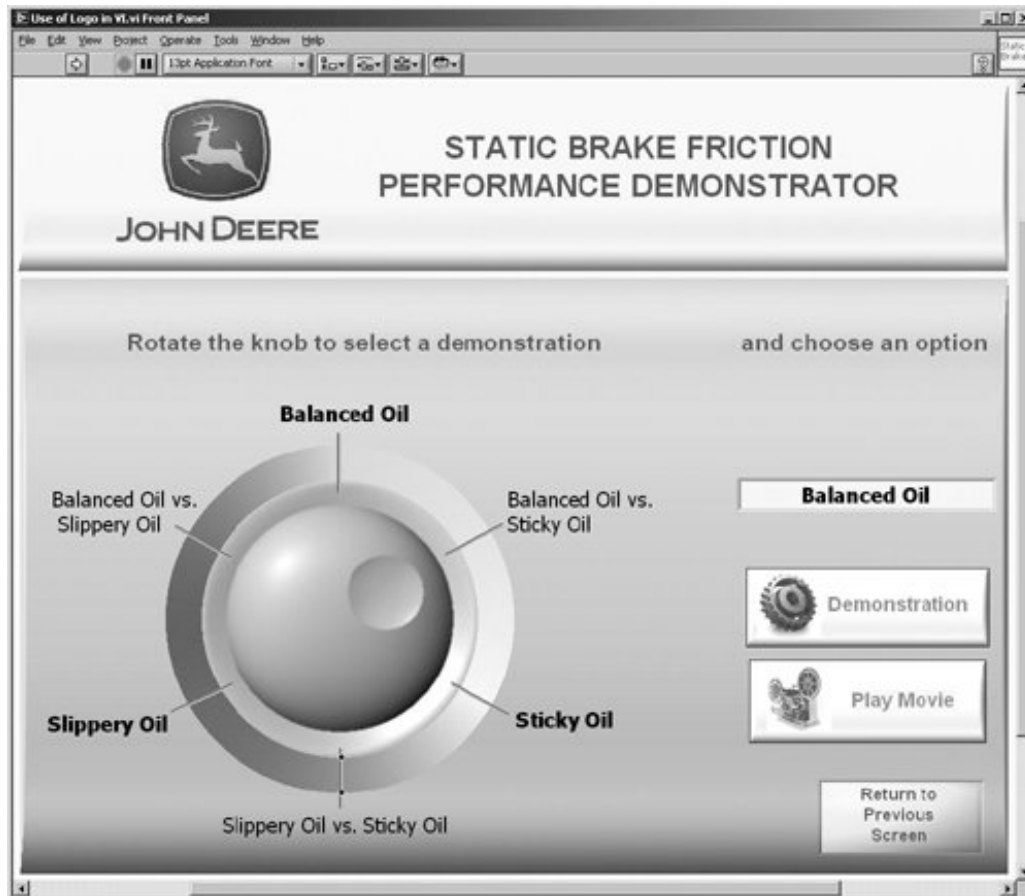 Use of Logo in VI.vi Front Panel
File Edit View Project Operate Tools Window Help
13pt Application Font
Static
Brake
JOHN DEERE
STATIC BRAKE FRICTION
PERFORMANCE DEMONSTRATOR
Rotate the knob to select a demonstration
and choose an option
Balanced Oil
Balanced Oil vs.
Slippery Oil
Balanced Oil vs.
Sticky Oil
Slippery Oil
Sticky Oil
Slippery Oil vs. Sticky Oil
Balanced Oil
Demonstration
Play Movie
Return to
Previous
Screen